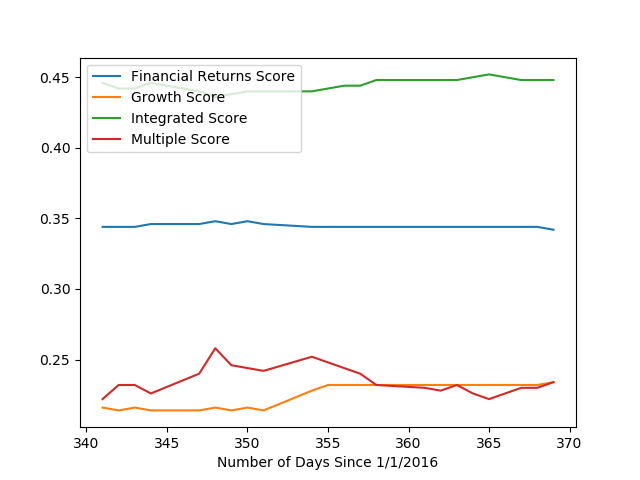 0.45
0.40
0.35
0.30
0.25
Financial Returns Score
Growth Score
Integrated Score
Multiple Score
340 345 350 355 360 365 370
Number of Days Since 1/1/2016